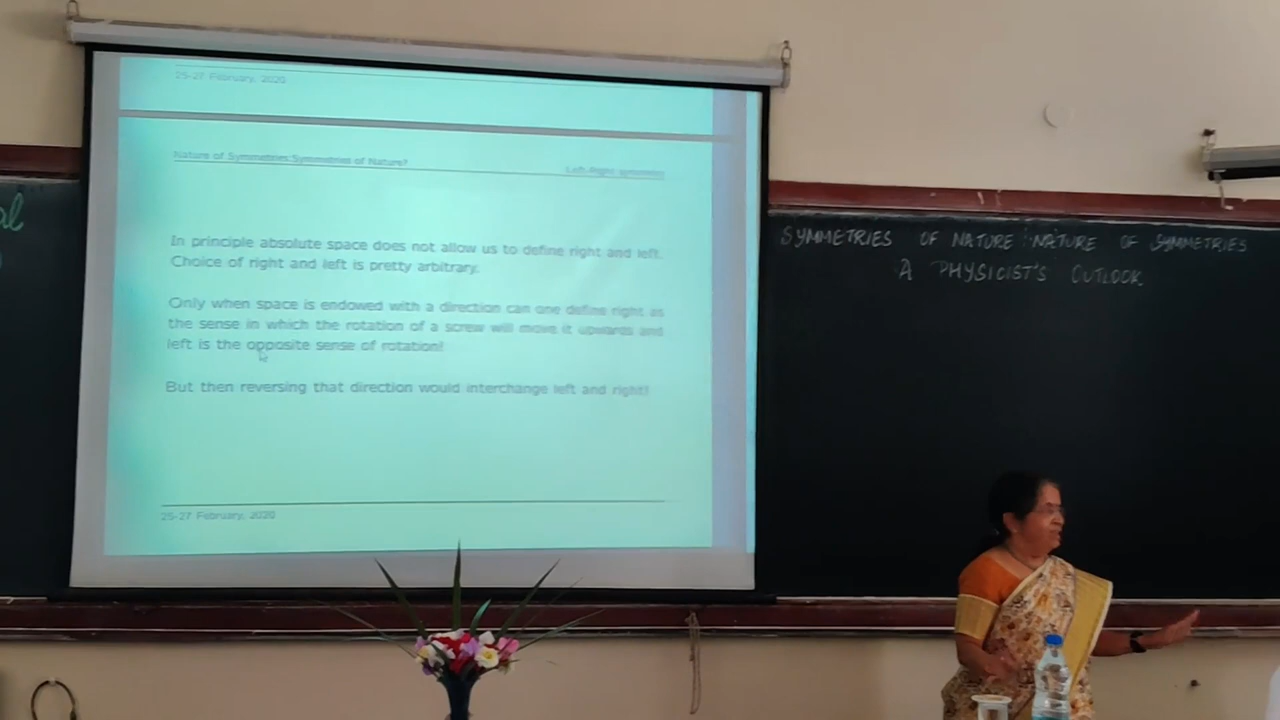 al
25-27 February, 2020
Nature of Symmetries:Symmetries of Nature?
Left-Right symmetry
In principle absolute space does not allow us to define right and left.
Choice of right and left is pretty arbitrary.
Only when space is endowed with a direction can one define right as
the sense in which the rotation of a screw will move it upwards and
left is the opposite sense of rotation!
But then reversing that direction would interchange left and right!
25-27 February, 2020
SYMMETRIES OF NATURE : NATURE OF SYMMETRIES
A PHYSICIST'S OUTLOOK